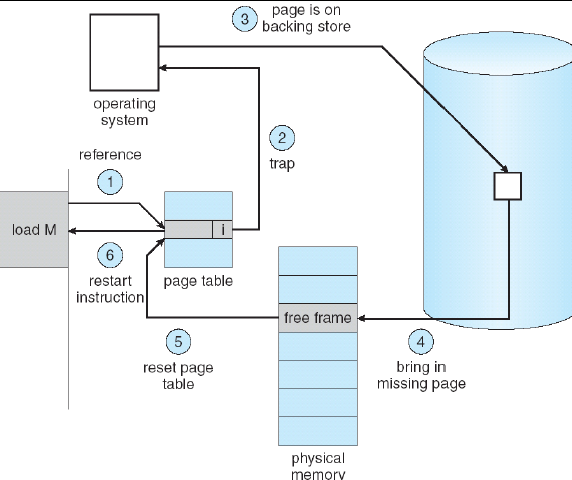 3
page is on
backing store
operating
system
2
trap
reference
1
load M
i
6
restart
instruction
page table
free frame
5
reset page
table
4
bring in
missing page
physical
memory